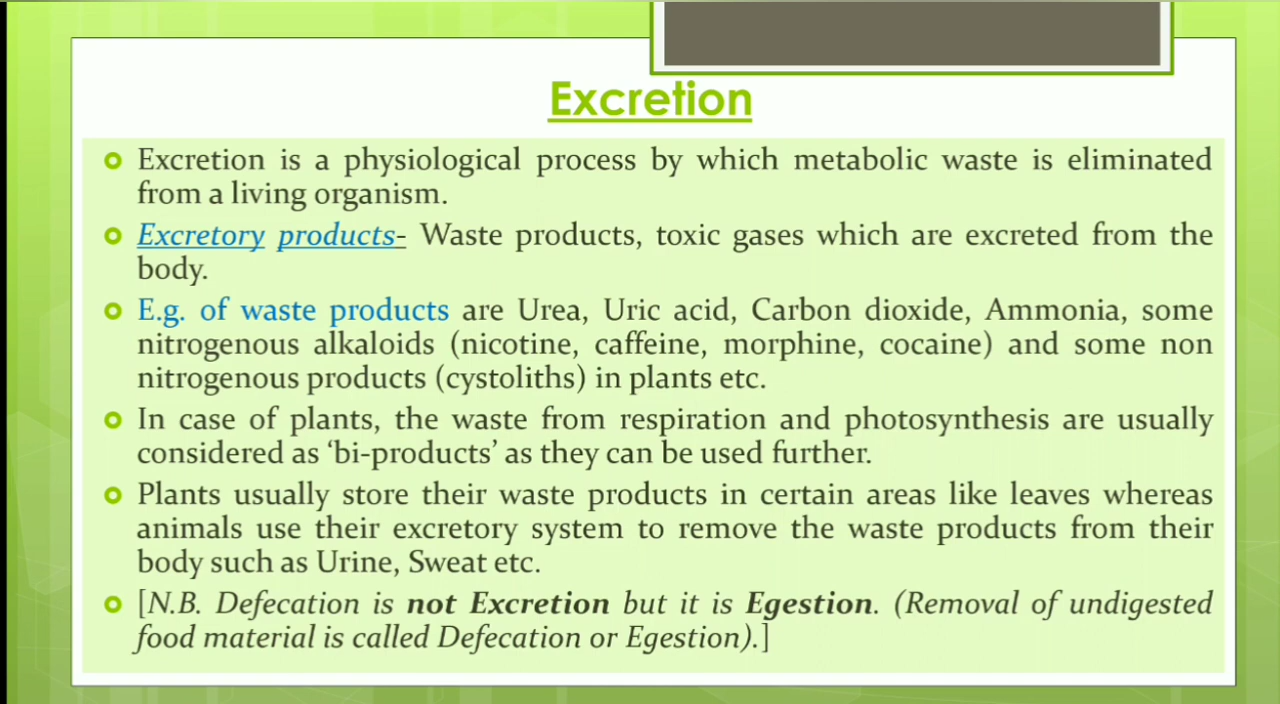 Excretion
Excretion is a physiological process by which metabolic waste is eliminated
from a living organism.
Excretory products- Waste products, toxic gases which are excreted from the
body.
E.g. of waste products are Urea, Uric acid, Carbon dioxide, Ammonia, some
nitrogenous alkaloids (nicotine, caffeine, morphine, cocaine) and some non
nitrogenous products (cystoliths) in plants etc.
In case of plants, the waste from respiration and photosynthesis are usually
considered as ‘bi-products’ as they can be used further.
Plants usually store their waste products in certain areas like leaves whereas
animals use their excretory system to remove the waste products from their
body such as Urine, Sweat etc.
[N.B. Defecation is not Excretion but it is Egestion. (Removal of undigested
food material is called Defecation or Egestion).]